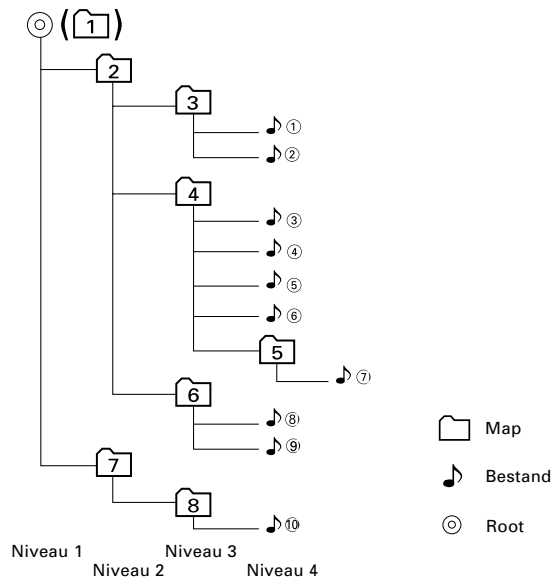 (1)
2
3
①
②
4
③
④
⑤
⑥
5
⑦
6
⑧
⑨
7
8
⑩
Map
Bestand
Root
Niveau 1
Niveau 2
Niveau 3
Niveau 4